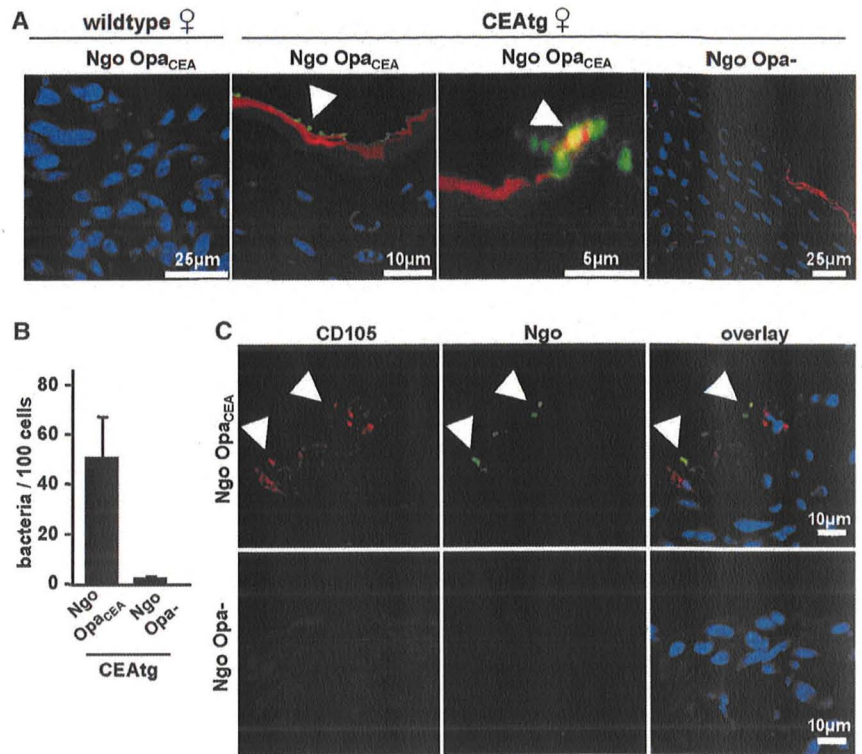 A
wildtype ♀
CEAtg ♀
Ngo OpaCEA
Ngo OpaCEA
Ngo OpaCEA
Ngo Opa-
25µm
10µm
5µm
25µm
B
bacteria / 100 cells
80
60
40
20
0
Ngo OpaCEA
Ngo Opa-
CEAtg
C
CD105
Ngo
overlay
Ngo OpaCEA
10µm
Ngo Opa-
10µm